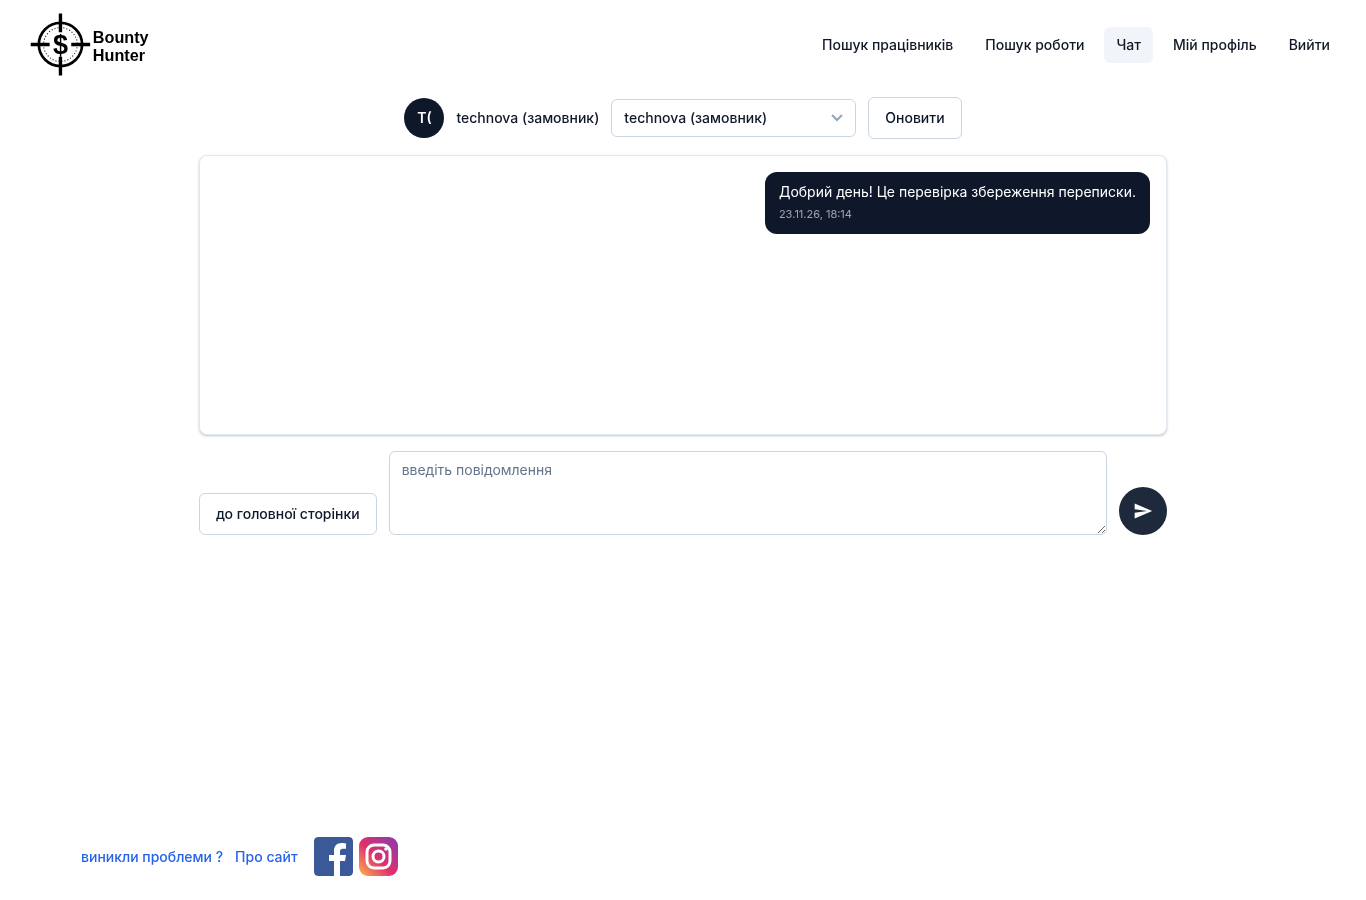 $
Bounty
Hunter
Пошук працівників
Пошук роботи
Чат
Мій профіль
Вийти
T(
technova (замовник)
technova (замовник)
Оновити
Добрий день! Це перевірка збереження переписки.
23.11.26, 18:14
введіть повідомлення
до головної сторінки
виникли проблеми ?
Про сайт